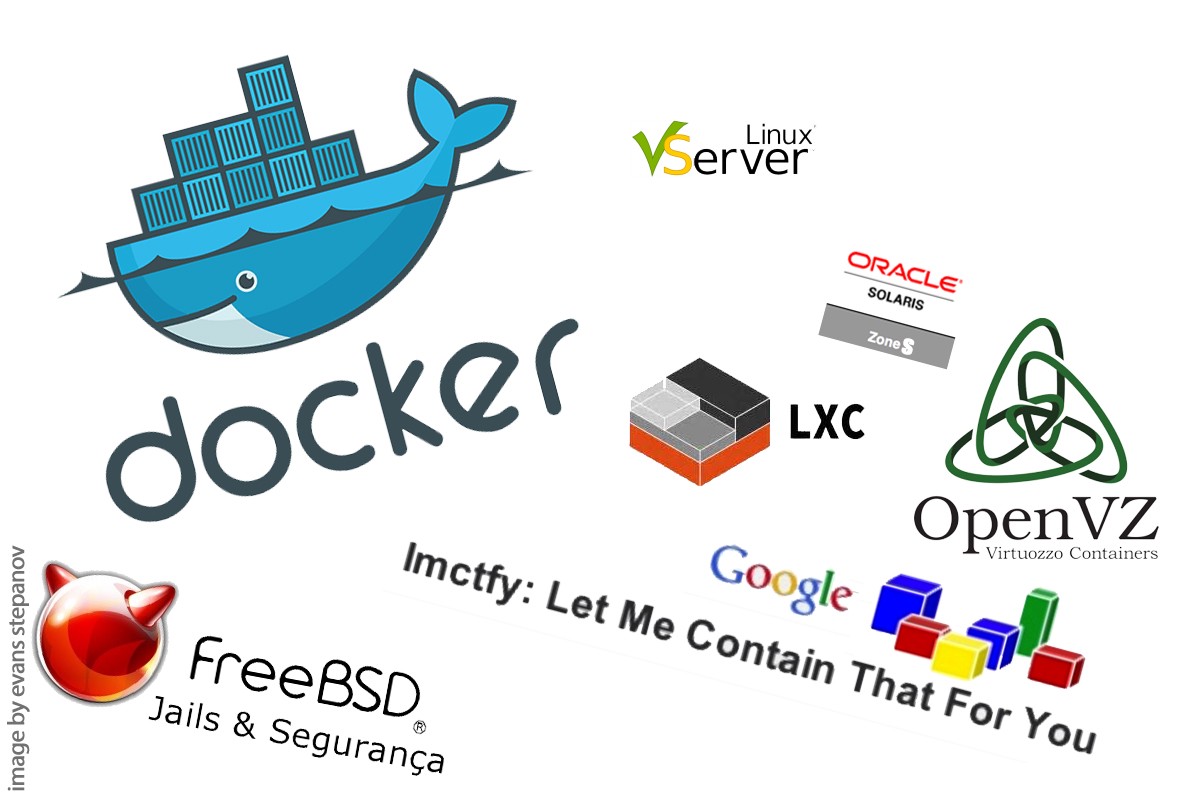 docker
Linux
VServer
ORACLE®
SOLARIS
Zones
LXC
OpenVZ
Virtuozzo Containers
Google
lmctfy: Let Me Contain That For You
FreeBSD®
Jails & Segurança
image by evans stepanov